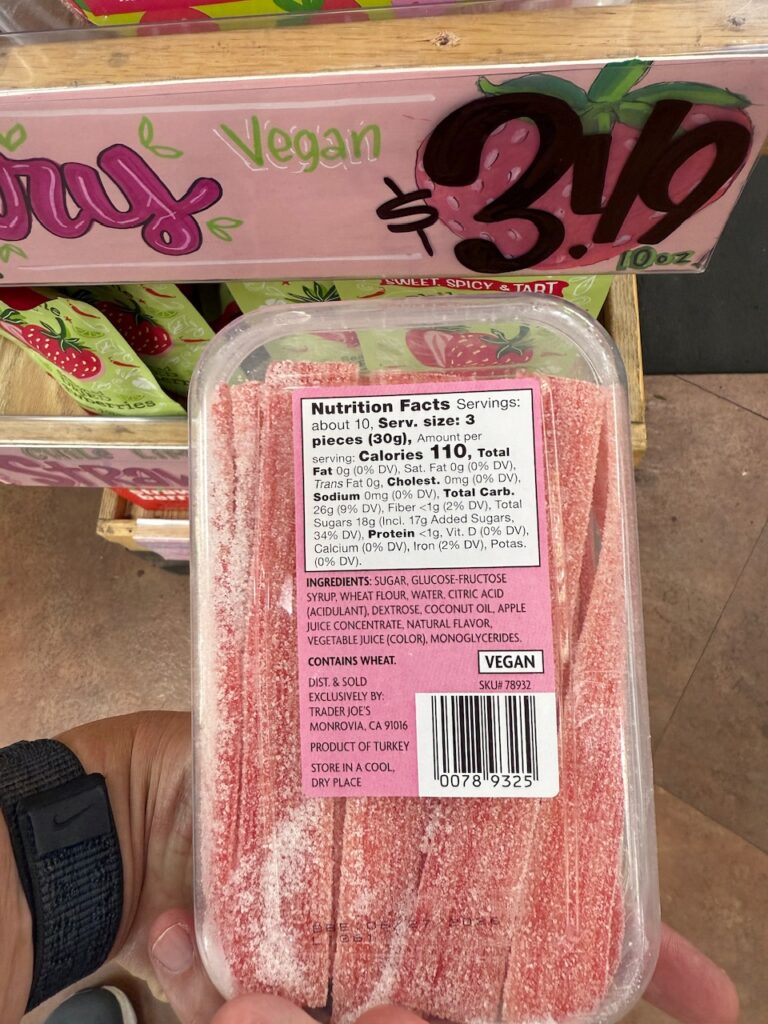 Vegan
$3.49
10oz
SWEET, SPICY & TART
Nutrition Facts Servings:
about 10, Serv. size: 3
pieces (30g), Amount per
serving: Calories 110, Total
Fat 0g (0% DV), Sat. Fat 0g (0% DV),
Trans Fat 0g, Cholest. 0mg (0% DV),
Sodium 0mg (0% DV), Total Carb.
26g (9% DV), Fiber <1g (2% DV), Total
Sugars 18g (Incl. 17g Added Sugars,
34% DV), Protein <1g, Vit. D (0% DV),
Calcium (0% DV), Iron (2% DV), Potas.
(0% DV).
INGREDIENTS: SUGAR, GLUCOSE-FRUCTOSE
SYRUP, WHEAT FLOUR, WATER, CITRIC ACID
(ACIDULANT), DEXTROSE, COCONUT OIL, APPLE
JUICE CONCENTRATE, NATURAL FLAVOR,
VEGETABLE JUICE (COLOR), MONOGLYCERIDES.
CONTAINS WHEAT.
VEGAN
SKU# 78932
DIST. & SOLD
EXCLUSIVELY BY:
TRADER JOE'S
MONROVIA, CA 91016
PRODUCT OF TURKEY
STORE IN A COOL,
DRY PLACE
0078 9325